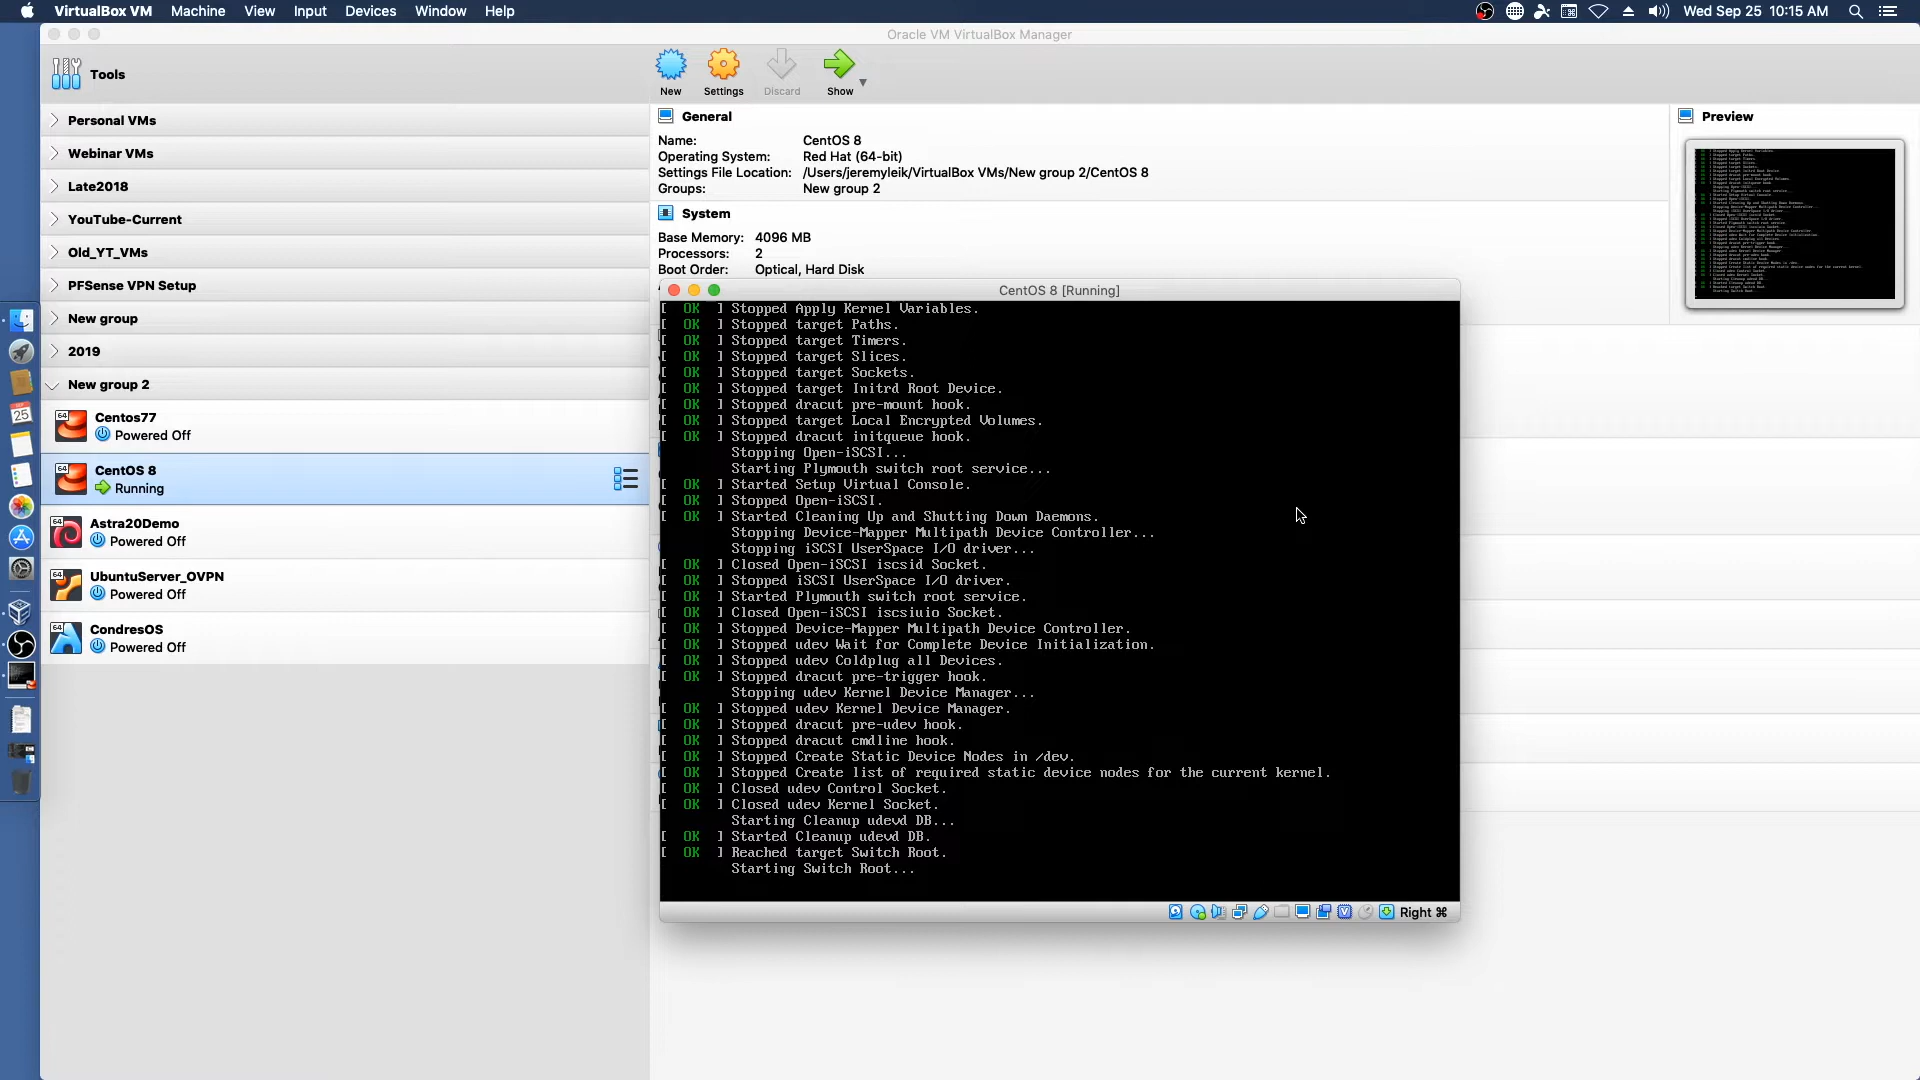 VirtualBox VM Machine View Input Devices Window Help Wed Sep 25 10:15 AM
Oracle VM VirtualBox Manager
Tools
New Settings Discard Show
Personal VMs
Webinar VMs
Late2018
YouTube-Current
Old_YT_VMs
PFSense VPN Setup
New group
2019
New group 2
64 Centos77
Powered Off
64 CentOS 8
Running
64 Astra20Demo
Powered Off
64 UbuntuServer_OVPN
Powered Off
64 CondresOS
Powered Off
25
General
Name: CentOS 8
Operating System: Red Hat (64-bit)
Settings File Location: /Users/jeremyleik/VirtualBox VMs/New group 2/CentOS 8
Groups: New group 2
System
Base Memory: 4096 MB
Processors: 2
Boot Order: Optical, Hard Disk
Preview
CentOS 8 [Running]
[ OK ] Stopped Apply Kernel Variables.
[ OK ] Stopped target Paths.
[ OK ] Stopped target Timers.
[ OK ] Stopped target Slices.
[ OK ] Stopped target Sockets.
[ OK ] Stopped target Initrd Root Device.
[ OK ] Stopped dracut pre-mount hook.
[ OK ] Stopped target Local Encrypted Volumes.
[ OK ] Stopped dracut initqueue hook.
Stopping Open-iSCSI...
Starting Plymouth switch root service...
[ OK ] Started Setup Virtual Console.
[ OK ] Stopped Open-iSCSI.
[ OK ] Started Cleaning Up and Shutting Down Daemons.
Stopping Device-Mapper Multipath Device Controller...
Stopping iSCSI UserSpace I/O driver...
[ OK ] Closed Open-iSCSI iscsid Socket.
[ OK ] Stopped iSCSI UserSpace I/O driver.
[ OK ] Started Plymouth switch root service.
[ OK ] Closed Open-iSCSI iscsiuio Socket.
[ OK ] Stopped Device-Mapper Multipath Device Controller.
[ OK ] Stopped udev Wait for Complete Device Initialization.
[ OK ] Stopped udev Coldplug all Devices.
[ OK ] Stopped dracut pre-trigger hook.
Stopping udev Kernel Device Manager...
[ OK ] Stopped udev Kernel Device Manager.
[ OK ] Stopped dracut pre-udev hook.
[ OK ] Stopped dracut cmdline hook.
[ OK ] Stopped Create Static Device Nodes in /dev.
[ OK ] Stopped Create list of required static device nodes for the current kernel.
[ OK ] Closed udev Control Socket.
[ OK ] Closed udev Kernel Socket.
Starting Cleanup udevd DB...
[ OK ] Started Cleanup udevd DB.
[ OK ] Reached target Switch Root.
Starting Switch Root...
Right ⌘